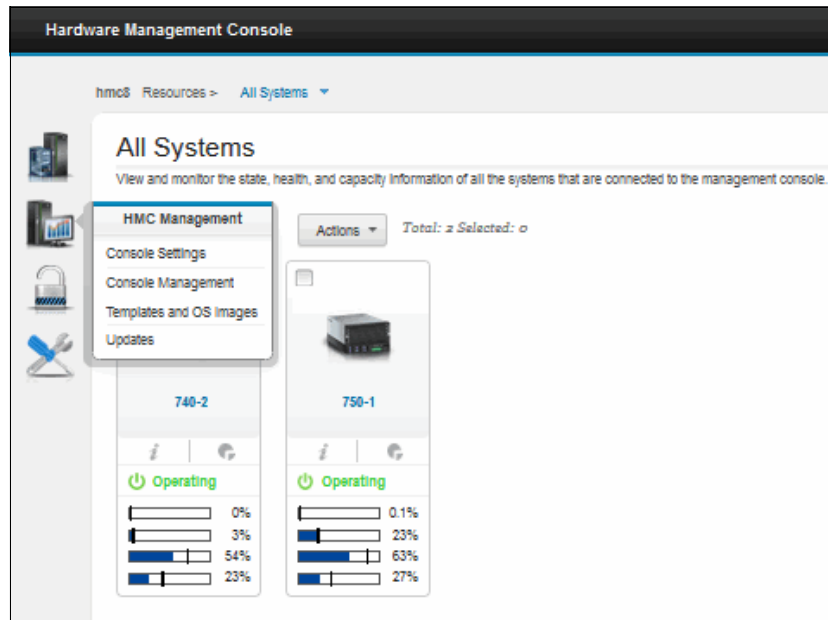 Hardware Management Console
hmc8 Resources > All Systems
All Systems
View and monitor the state, health, and capacity information of all the systems that are connected to the management console.
HMC Management
Console Settings
Console Management
Templates and OS Images
Updates
Actions
Total: 2 Selected: 0
740-2
750-1
i
i
Operating
Operating
0%
3%
54%
23%
0.1%
23%
63%
27%